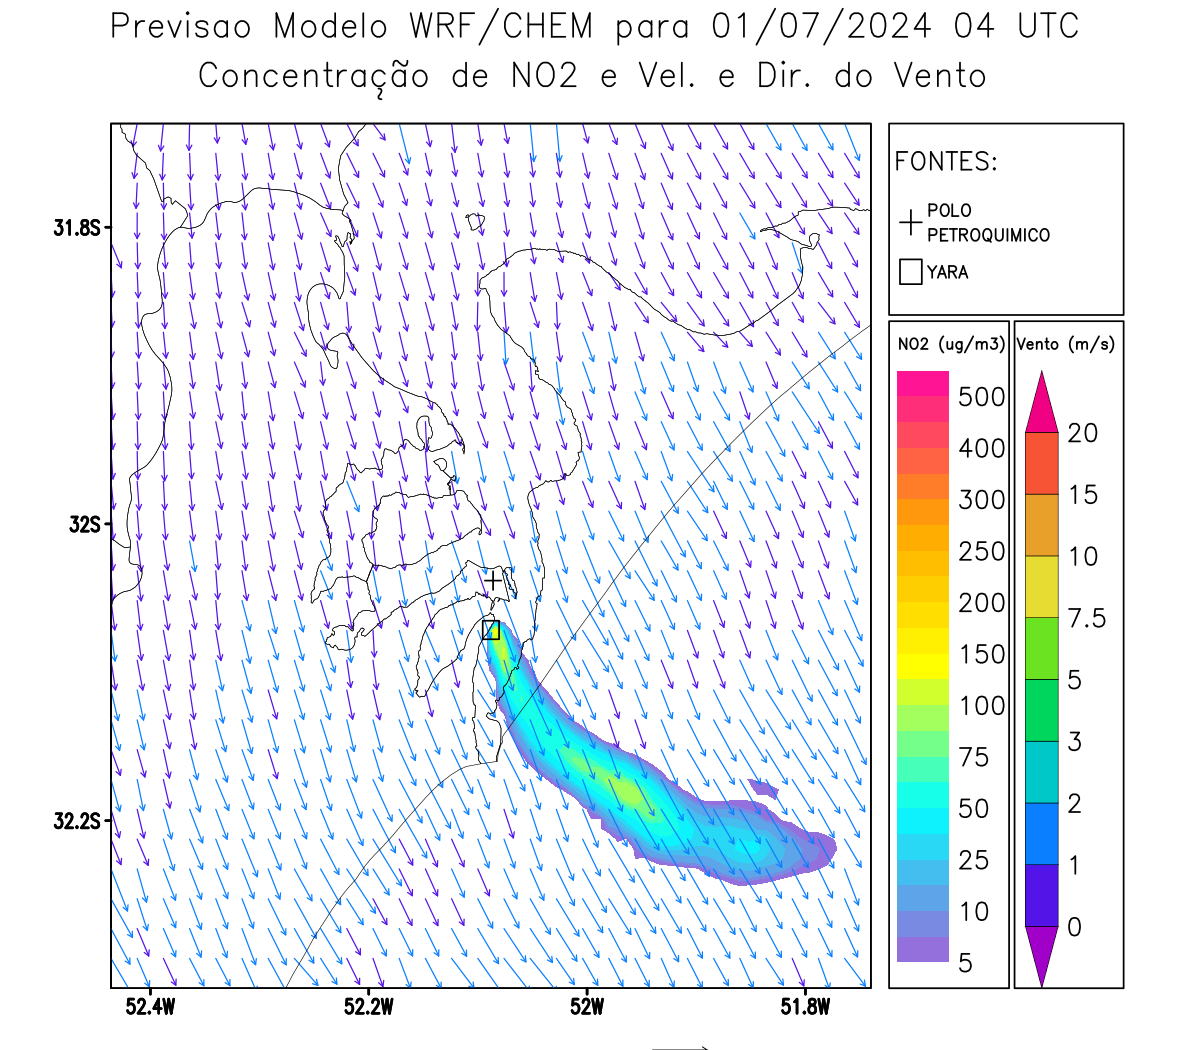 Previsao Modelo WRF/CHEM para 01/07/2024 04 UTC
Concentração de NO2 e Vel. e Dir. do Vento
FONTES:
POLO
PETROQUIMICO
YARA
NO2 (ug/m3)
500
400
300
250
200
150
100
75
50
25
10
5
Vento (m/s)
20
15
10
7.5
5
3
2
1
0
31.8S
32S
32.2S
52.4W
52.2W
52W
51.8W